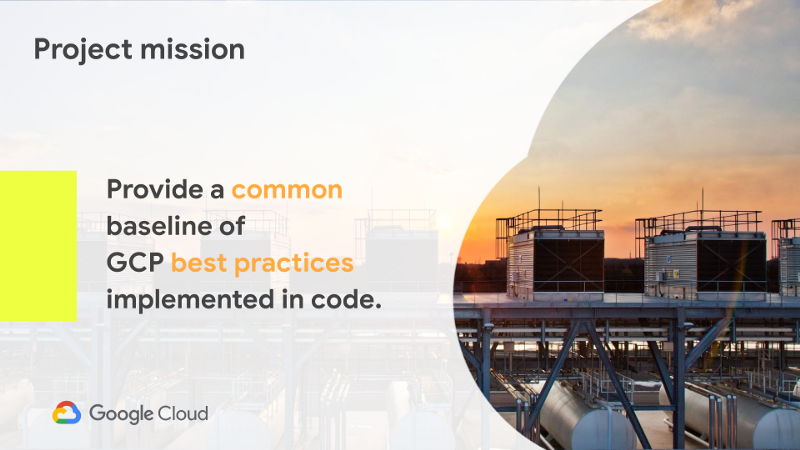 Project mission
Provide a common
baseline of
GCP best practices
implemented in code.
Google Cloud